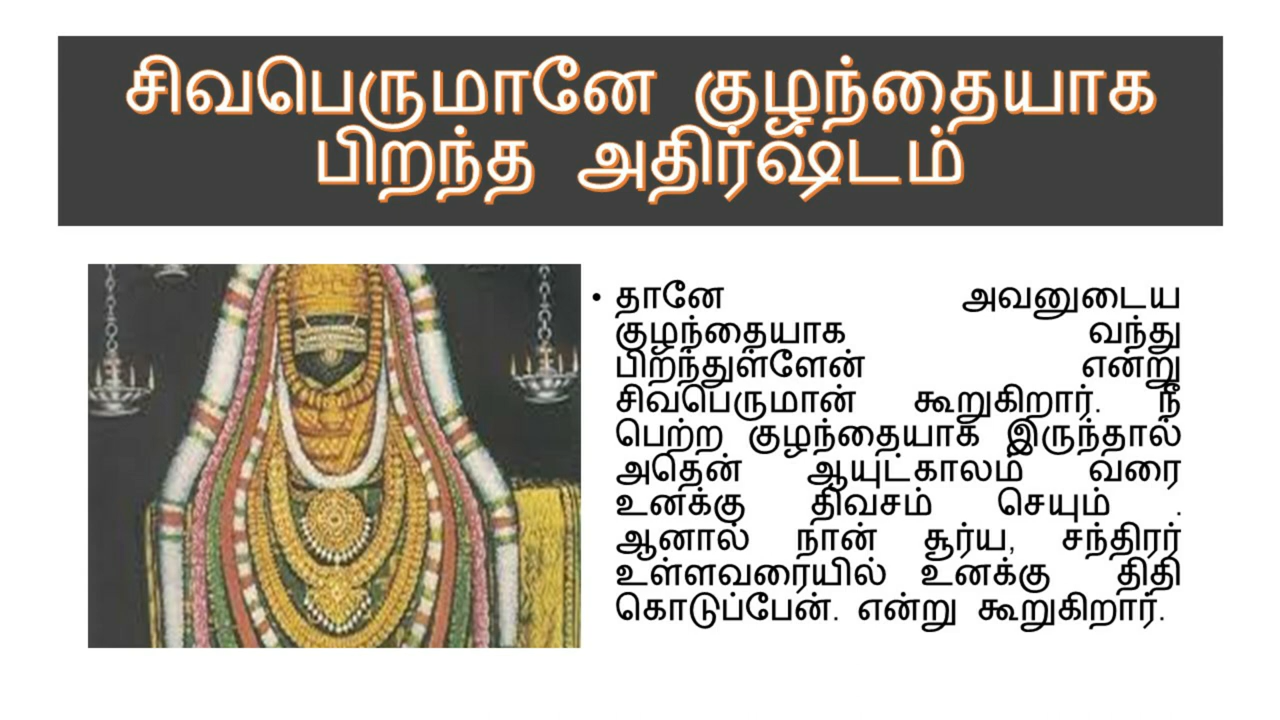 சிவபெருமானே குழந்தையாக
பிறந்த அதிர்ஷ்டம்
• தானே அவனுடைய
குழந்தையாக வந்து
பிறந்துள்ளேன் என்று
சிவபெருமான் கூறுகிறார். நீ
பெற்ற குழந்தையாக இருந்தால்
அதென் ஆயுட்காலம் வரை
உனக்கு திவசம் செயும் .
ஆனால் நான் சூர்ய, சந்திரர்
உள்ளவரையில் உனக்கு திதி
கொடுப்பேன். என்று கூறுகிறார்.